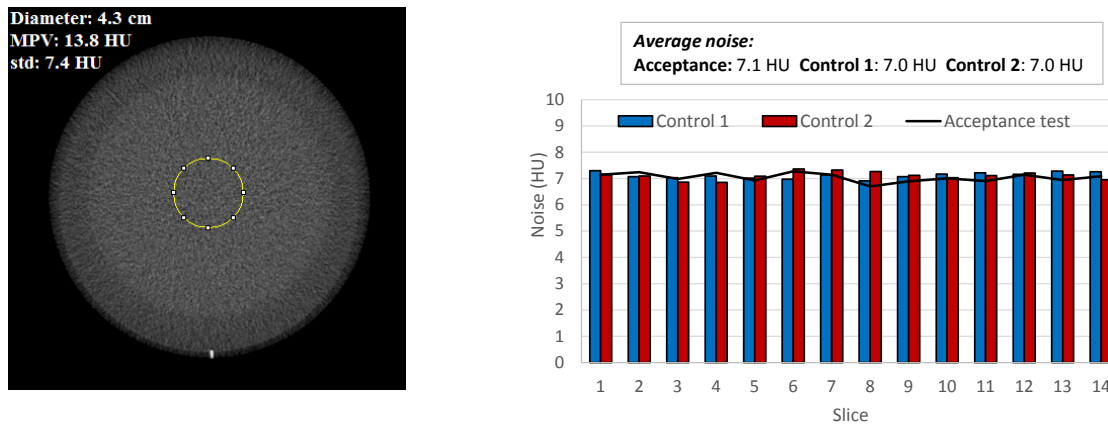 Diameter: 4.3 cm
MPV: 13.8 HU
std: 7.4 HU
Average noise:
Acceptance: 7.1 HU Control 1: 7.0 HU Control 2: 7.0 HU
Control 1 Control 2 Acceptance test
10
9
8
7
6
5
4
3
2
1
0
Noise (HU)
1 2 3 4 5 6 7 8 9 10 11 12 13 14
Slice